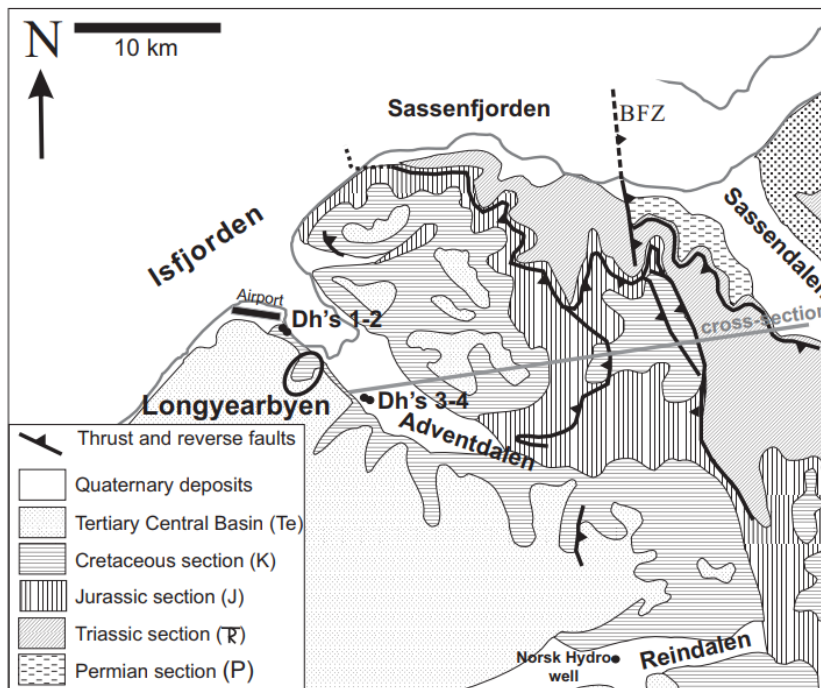 N
10 km
Sassenfjorden
BFZ
Sassendalen
Isfjorden
Airport
Dh's 1-2
cross-section
Longyearbyen
Dh's 3-4
Adventdalen
Thrust and reverse faults
Quaternary deposits
Tertiary Central Basin (Te)
Cretaceous section (K)
Jurassic section (J)
Triassic section (Ꞧ)
Permian section (P)
Norsk Hydro
well
Reindalen